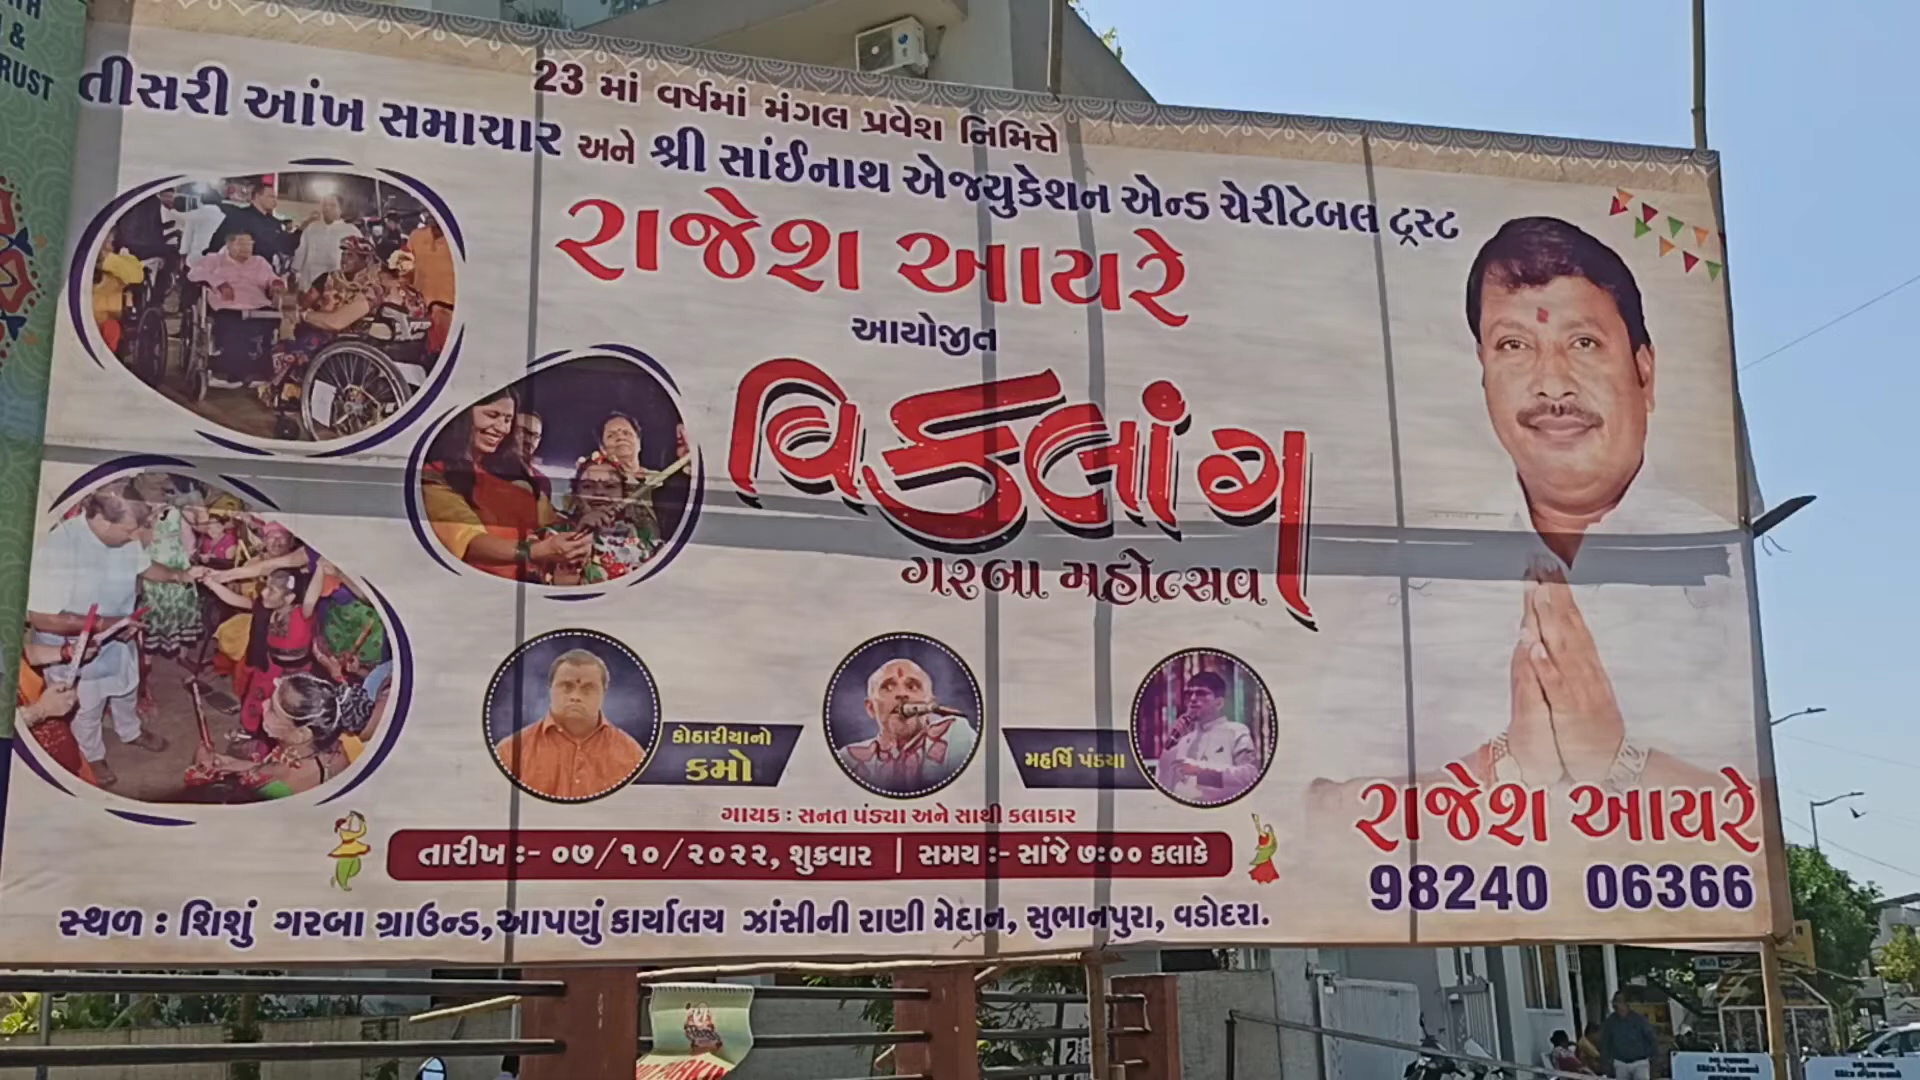 & 
RUST
23 માં વર્ષમાં મંગલ પ્રવેશ નિમિત્તે
તીસરી આંખ સમાચાર અને શ્રી સાંઈનાથ એજ્યુકેશન એન્ડ ચેરીટેબલ ટ્રસ્ટ
રાજેશ આયરે
આયોજીત
વિકલાંગ
ગરબા મહોત્સવ
કોઠારીયાનો
કમો
મહર્ષિ પંડયા
ગાયક : સનત પંડ્યા અને સાથી કલાકાર
તારીખ :- ૦૭/૧૦/૨૦૨૨, શુક્રવાર | સમય :- સાંજે ૭:૦૦ કલાકે
સ્થળ : શિશું ગરબા ગ્રાઉન્ડ, આપણું કાર્યાલય ઝાંસીની રાણી મેદાન, સુભાનપુરા, વડોદરા.
રાજેશ આયરે
98240 06366